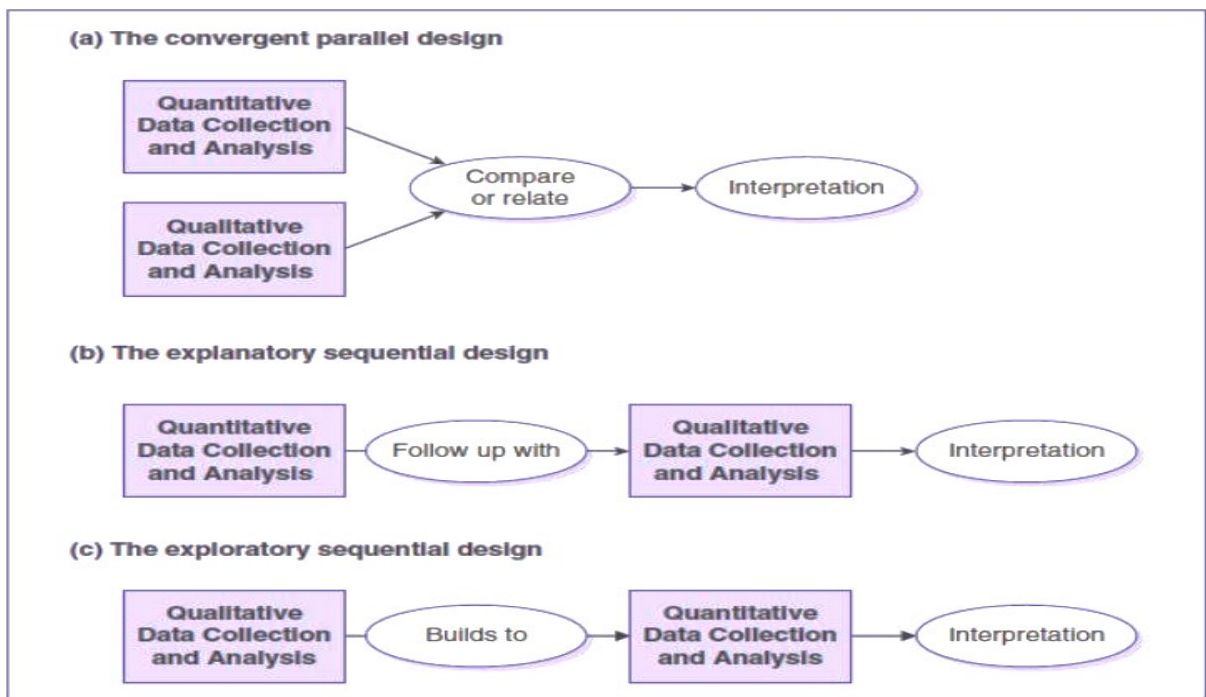 (a) The convergent parallel design
Quantitative
Data Collection
and Analysis
Compare
or relate
Interpretation
Qualitative
Data Collection
and Analysis
(b) The explanatory sequential design
Quantitative
Data Collection
and Analysis
Follow up with
Qualitative
Data Collection
and Analysis
Interpretation
(c) The exploratory sequential design
Qualitative
Data Collection
and Analysis
Builds to
Quantitative
Data Collection
and Analysis
Interpretation